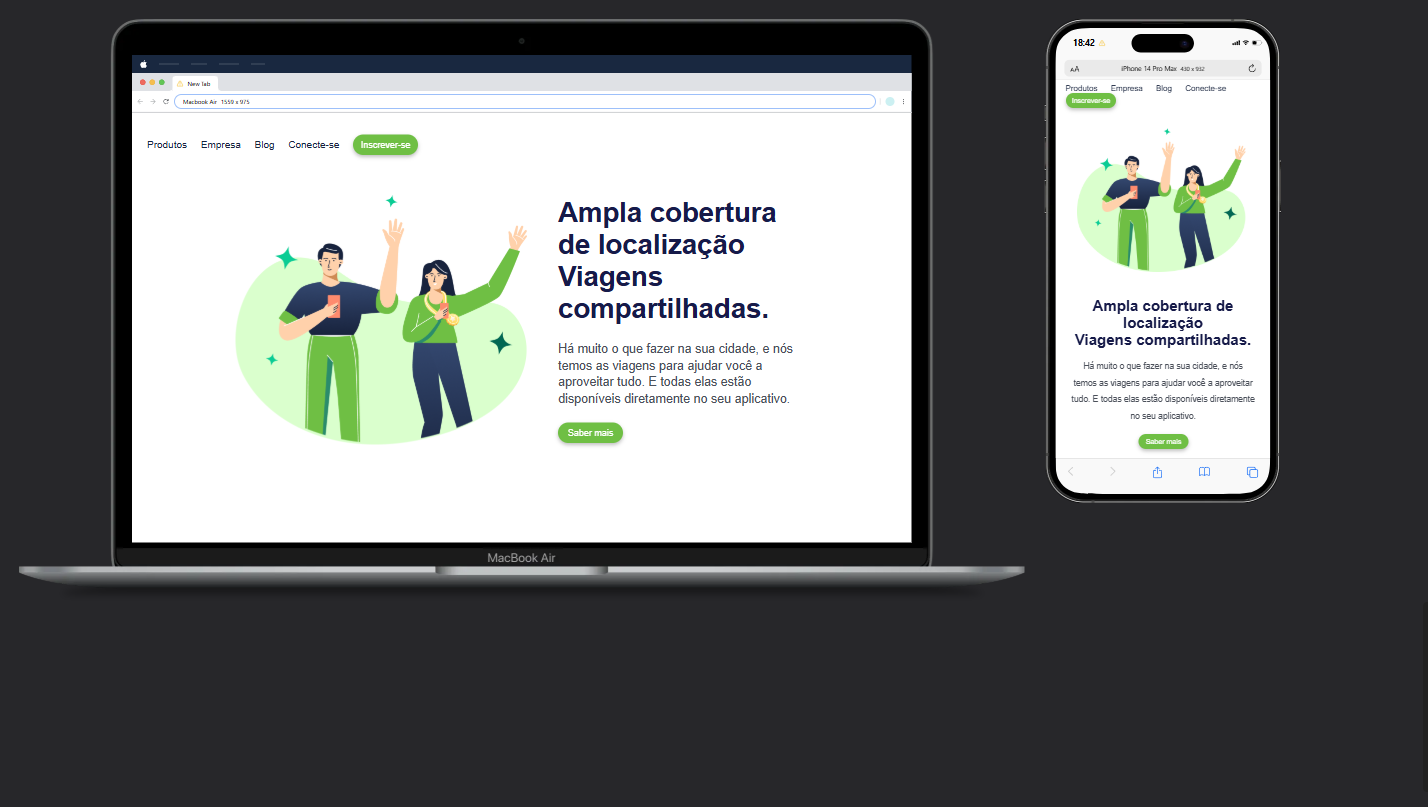 New tab
Macbook Air 1559 x 975
Produtos Empresa Blog Conecte-se Inscrever-se
Ampla cobertura
de localização
Viagens
compartilhadas.
Há muito o que fazer na sua cidade, e nós
temos as viagens para ajudar você a
aproveitar tudo. E todas elas estão
disponíveis diretamente no seu aplicativo.
Saber mais
MacBook Air
18:42
AA iPhone 14 Pro Max 430 x 932
Produtos Empresa Blog Conecte-se
Inscrever-se
Ampla cobertura de
localização
Viagens compartilhadas.
Há muito o que fazer na sua cidade, e nós
temos as viagens para ajudar você a aproveitar
tudo. E todas elas estão disponíveis diretamente
no seu aplicativo.
Saber mais